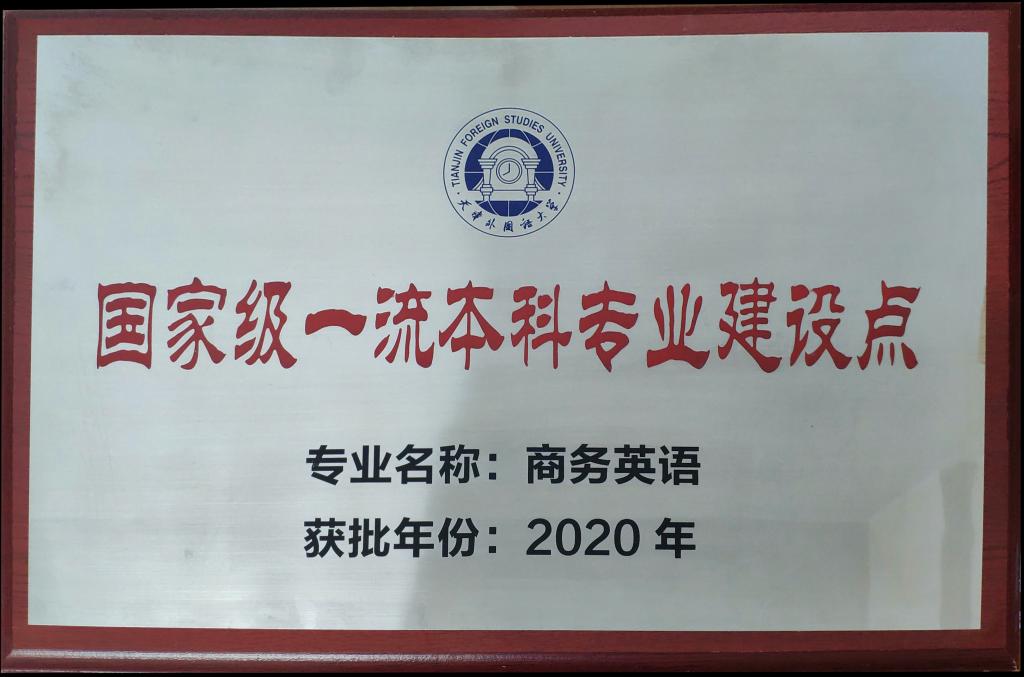 TIANJIN FOREIGN STUDIES UNIVERSITY
天津外国语大学
国家级一流本科专业建设点
专业名称：商务英语
获批年份：2020 年